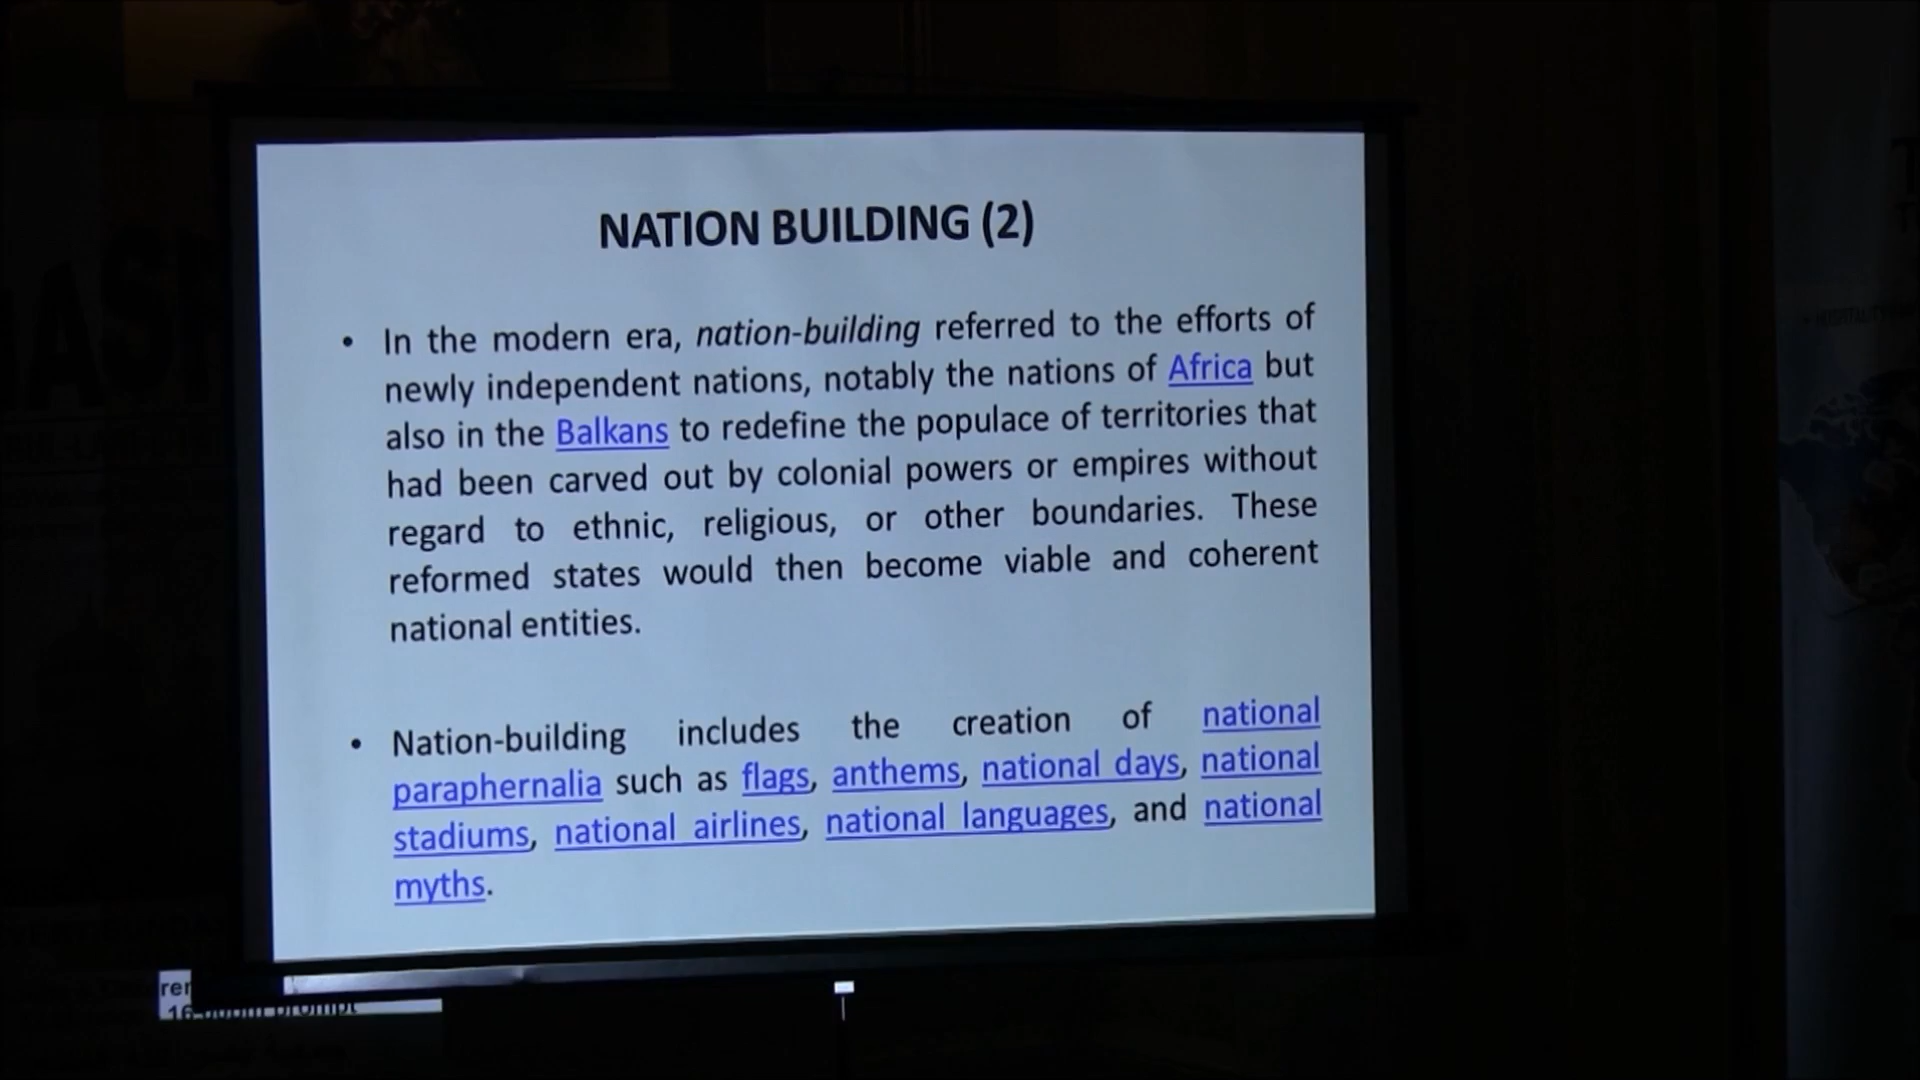 NATION BUILDING (2)
• In the modern era, nation-building referred to the efforts of
newly independent nations, notably the nations of Africa but
also in the Balkans to redefine the populace of territories that
had been carved out by colonial powers or empires without
regard to ethnic, religious, or other boundaries. These
reformed states would then become viable and coherent
national entities.
• Nation-building includes the creation of national
paraphernalia such as flags, anthems, national days, national
stadiums, national airlines, national languages, and national
myths.
prompt